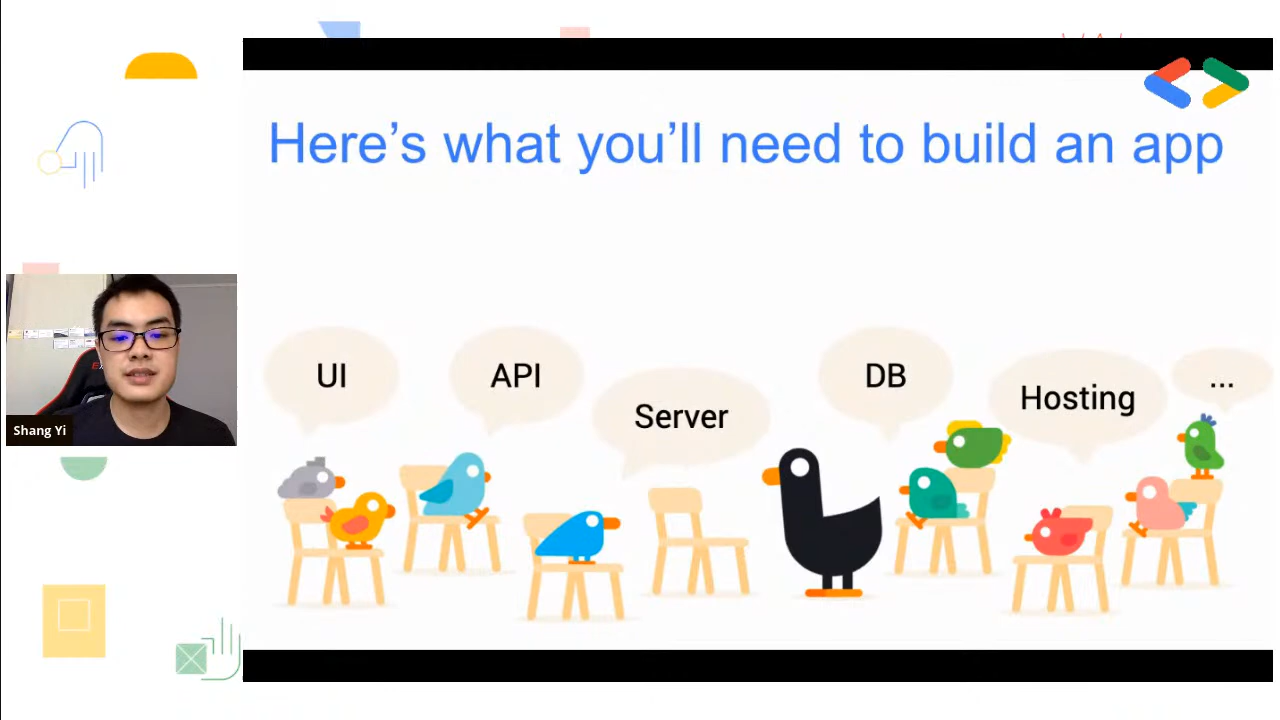 Here's what you'll need to build an app
UI
API
Server
DB
Hosting
...
Shang Yi